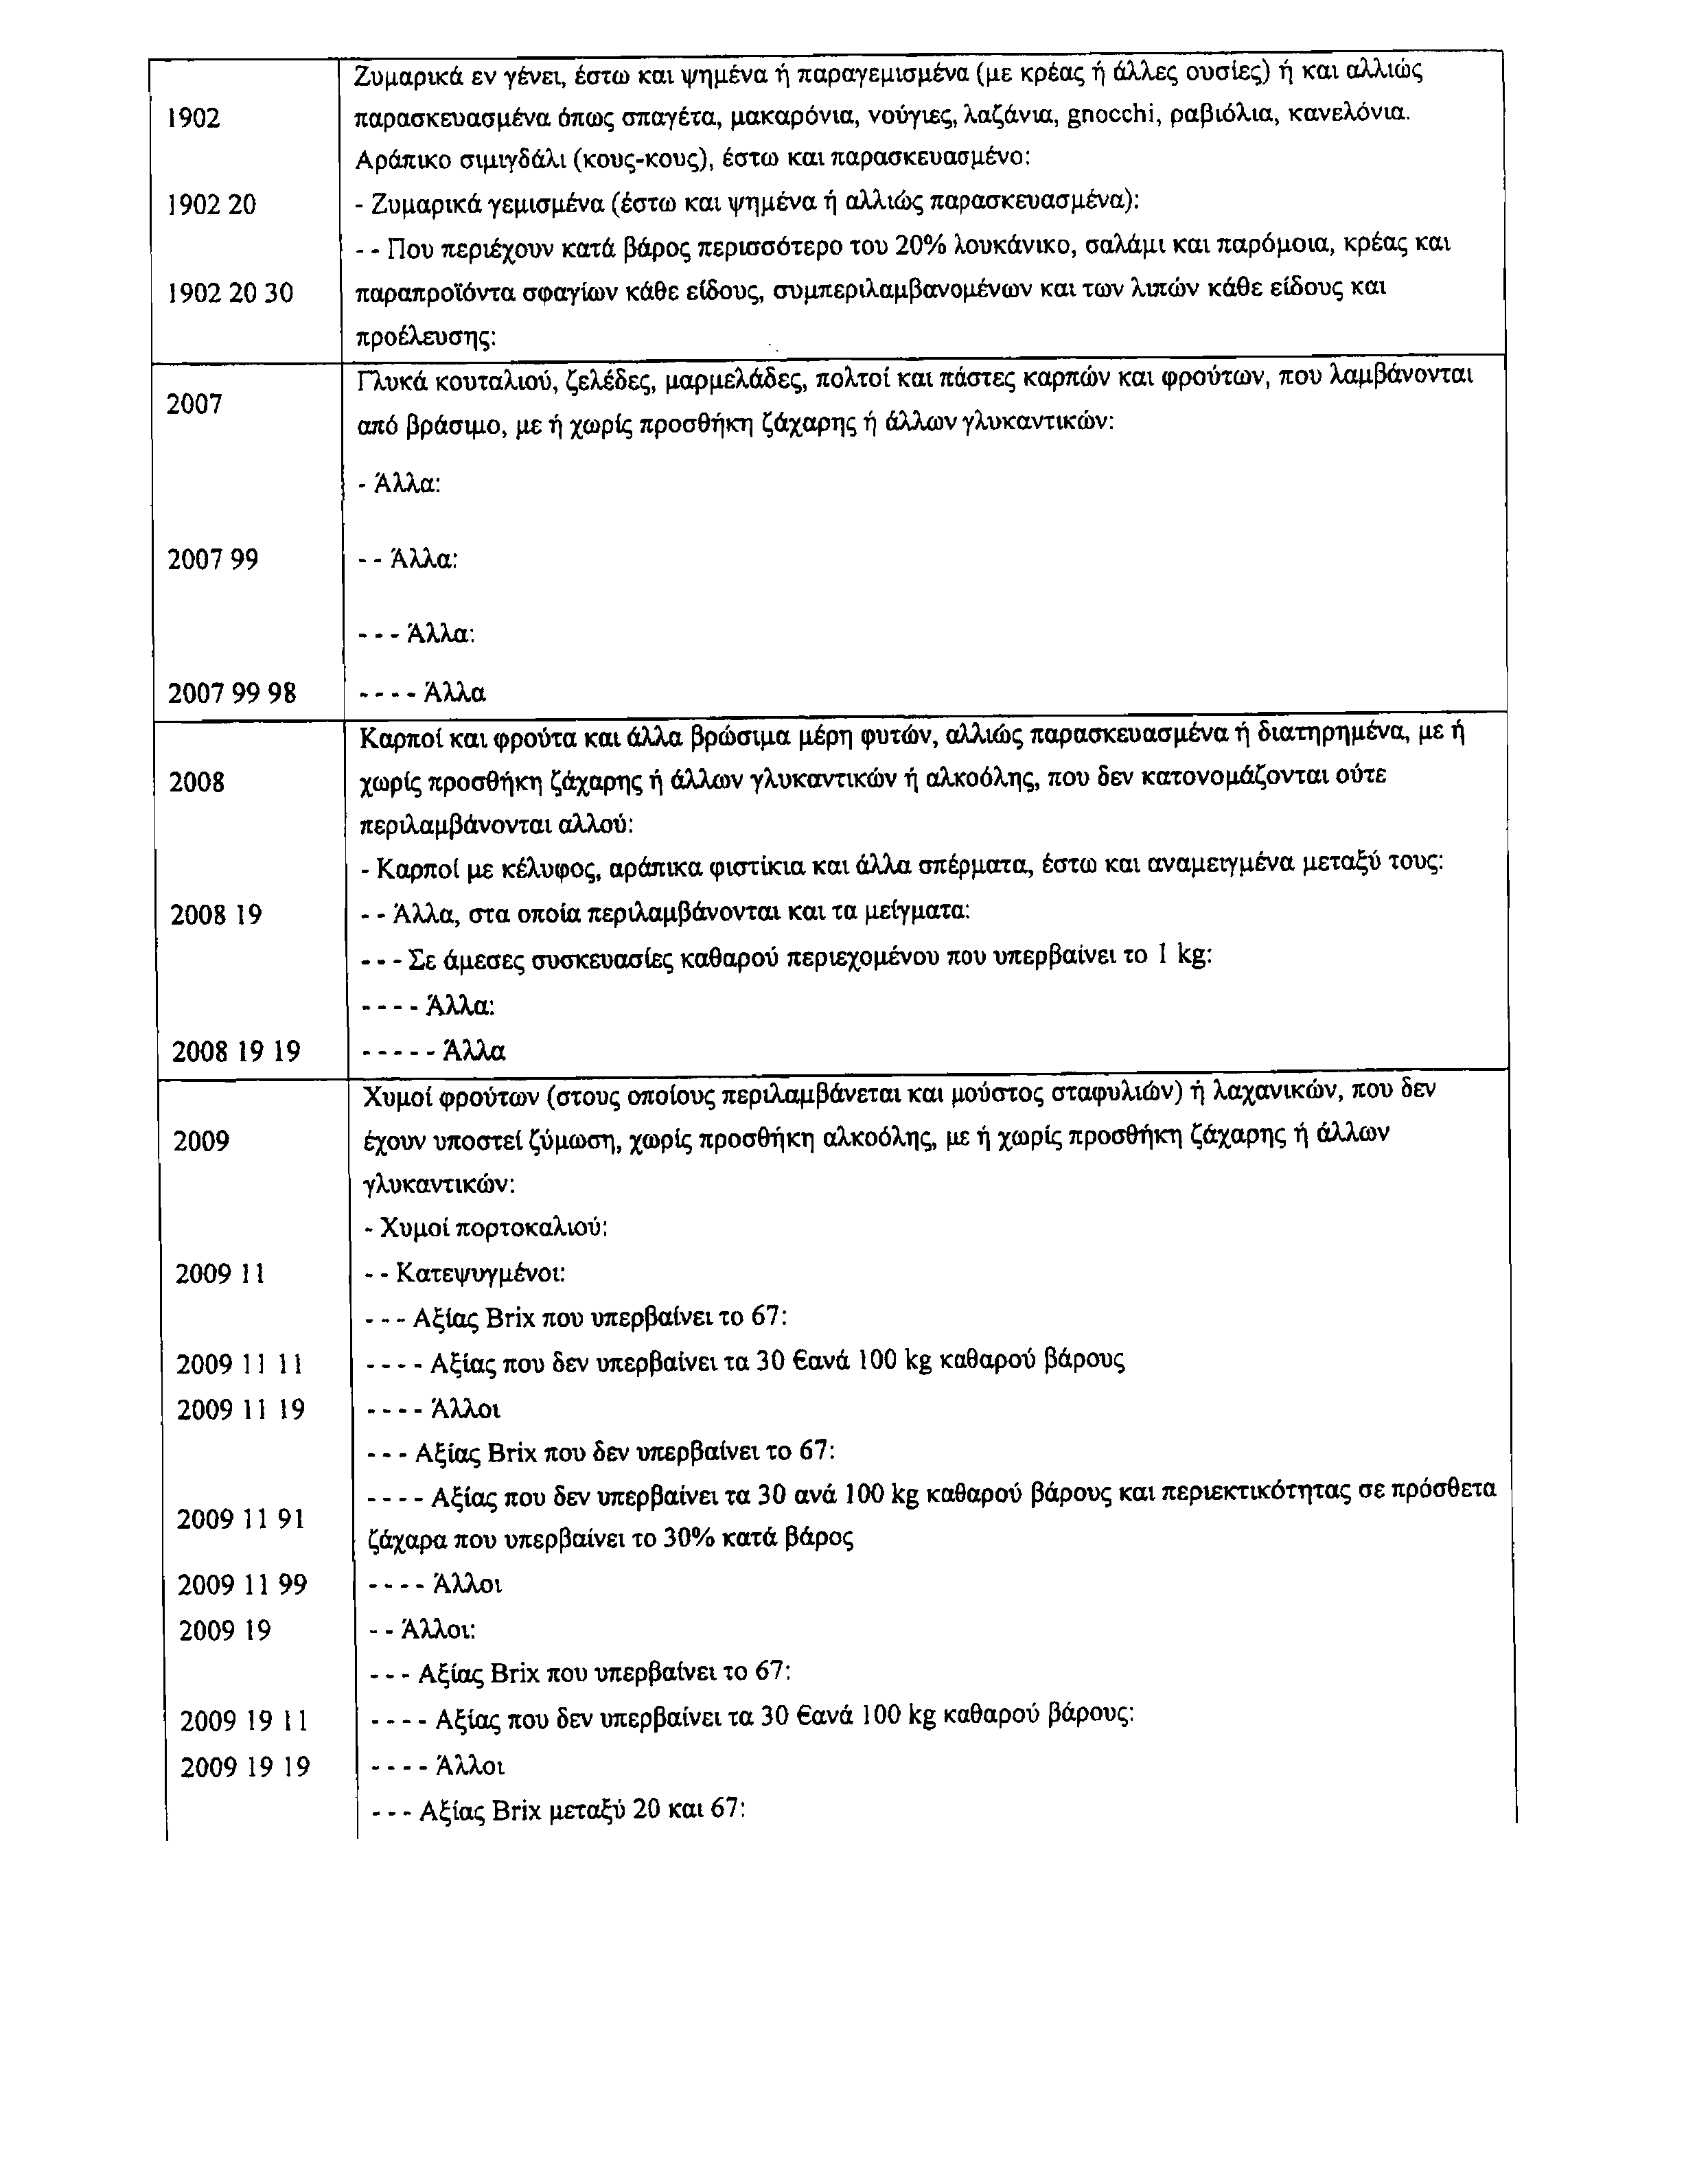 Ζυμαρικά εν γένει, έστω και ψημένα ή παραγεμισμένα (με κρέας ή άλλες ουσίες) ή και αλλιώς
1902 παρασκευασμένα όπως σπαγέτα, μακαρόνια, νούγιες, λαζάνια, gnocchi, ραβιόλια, κανελόνια.
Αράπικο σιμιγδάλι (κους-κους), έστω και παρασκευασμένο:
1902 20 - Ζυμαρικά γεμισμένα (έστω και ψημένα ή αλλιώς παρασκευασμένα):
- - Που περιέχουν κατά βάρος περισσότερο του 20% λουκάνικο, σαλάμι και παρόμοια, κρέας και
1902 20 30 παραπροϊόντα σφαγίων κάθε είδους, συμπεριλαμβανομένων και των λιπών κάθε είδους και
προέλευσης:
Γλυκά κουταλιού, ζελέδες, μαρμελάδες, πολτοί και πάστες καρπών και φρούτων, που λαμβάνονται
2007 από βράσιμο, με ή χωρίς προσθήκη ζάχαρης ή άλλων γλυκαντικών:
- Άλλα:
2007 99 - - Άλλα:
- - - Άλλα:
2007 99 98 - - - - Άλλα
Καρποί και φρούτα και άλλα βρώσιμα μέρη φυτών, αλλιώς παρασκευασμένα ή διατηρημένα, με ή
2008 χωρίς προσθήκη ζάχαρης ή άλλων γλυκαντικών ή αλκοόλης, που δεν κατονομάζονται ούτε
περιλαμβάνονται αλλού:
- Καρποί με κέλυφος, αράπικα φιστίκια και άλλα σπέρματα, έστω και αναμειγμένα μεταξύ τους:
2008 19 - - Άλλα, στα οποία περιλαμβάνονται και τα μείγματα:
- - - Σε άμεσες συσκευασίες καθαρού περιεχομένου που υπερβαίνει το 1 kg:
- - - - Άλλα:
2008 19 19 - - - - - Άλλα
Χυμοί φρούτων (στους οποίους περιλαμβάνεται και μούστος σταφυλιών) ή λαχανικών, που δεν
2009 έχουν υποστεί ζύμωση, χωρίς προσθήκη αλκοόλης, με ή χωρίς προσθήκη ζάχαρης ή άλλων
γλυκαντικών:
- Χυμοί πορτοκαλιού:
2009 11 - - Κατεψυγμένοι:
- - - Αξίας Brix που υπερβαίνει το 67:
2009 11 11 - - - - Αξίας που δεν υπερβαίνει τα 30 €ανά 100 kg καθαρού βάρους
2009 11 19 - - - - Άλλοι
- - - Αξίας Brix που δεν υπερβαίνει το 67:
2009 11 91 - - - - Αξίας που δεν υπερβαίνει τα 30 ανά 100 kg καθαρού βάρους και περιεκτικότητας σε πρόσθετα
ζάχαρα που υπερβαίνει το 30% κατά βάρος
2009 11 99 - - - - Άλλοι
2009 19 - - Άλλοι:
- - - Αξίας Brix που υπερβαίνει το 67:
2009 19 11 - - - - Αξίας που δεν υπερβαίνει τα 30 €ανά 100 kg καθαρού βάρους:
2009 19 19 - - - - Άλλοι
- - - Αξίας Brix μεταξύ 20 και 67: